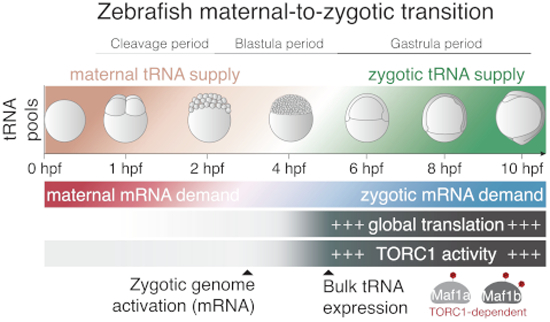 Zebrafish maternal-to-zygotic transition
Cleavage period
Blastula period
Gastrula period
maternal tRNA supply
zygotic tRNA supply
tRNA
pools
0 hpf
1 hpf
2 hpf
4 hpf
6 hpf
8 hpf
10 hpf
maternal mRNA demand
zygotic mRNA demand
+++ global translation +++
+++ TORC1 activity +++
Zygotic genome
activation (mRNA)
Bulk tRNA
expression
Maf1a
Maf1b
TORC1-dependent